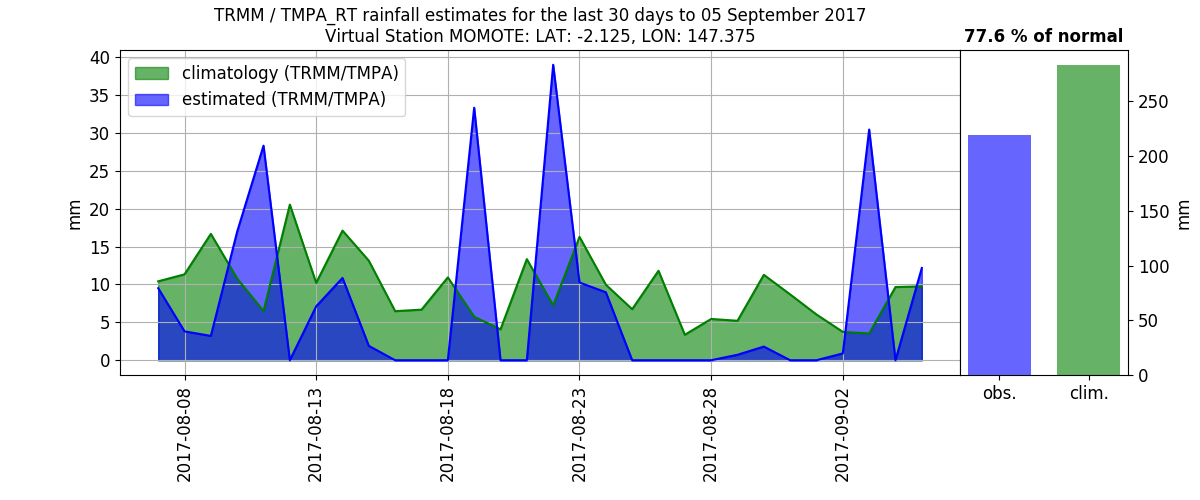 TRMM / TMPA_RT rainfall estimates for the last 30 days to 05 September 2017
Virtual Station MOMOTE: LAT: -2.125, LON: 147.375
77.6 % of normal
climatology (TRMM/TMPA)
estimated (TRMM/TMPA)
40
35
30
25
20
15
10
5
0
mm
2017-08-08
2017-08-13
2017-08-18
2017-08-23
2017-08-28
2017-09-02
250
200
150
100
50
0
mm
obs.
clim.